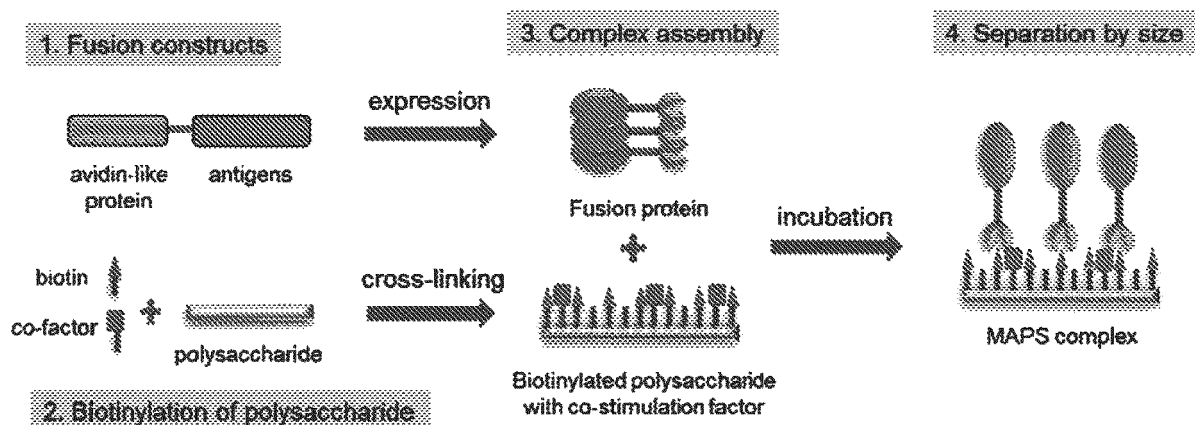 1. Fusion constructs
avidin-like
protein
antigens
expression
biotin
co-factor
polysaccharide
cross-linking
2. Biotinylation of polysaccharide
3. Complex assembly
Fusion protein
Biotinylated polysaccharide
with co-stimulation factor
incubation
4. Separation by size
MAPS complex